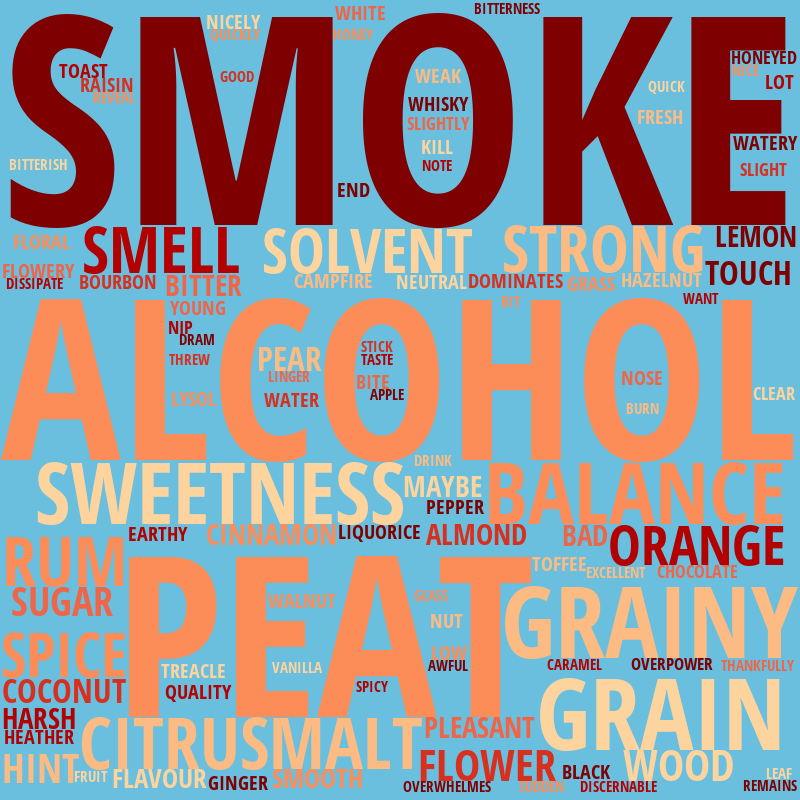 SMOKE
BITTERNESS
WHITE
NICELY
QUICKLY
HONEY
HONEYED
NICE
TOAST
RAISIN
REVEAL
GOOD
WEAK
QUICK
LOT
WHISKY
SLIGHTLY
FRESH
KILL
WATERY
NOTE
BITTERISH
SLIGHT
END
FLORAL
SMELL
SOLVENT
STRONG
LEMON
FLOWERY
DISSIPATE
BOURBON
BITTER
CAMPFIRE
NEUTRAL
DOMINATES
GRASS
HAZELNUT
TOUCH
YOUNG
BIT
WANT
ALCOHOL
NIP
DRAM
THREW
PEAR
LINGER
STICK
TASTE
BITE
APPLE
NOSE
LYSOL
WATER
BURN
CLEAR
DRINK
SWEETNESS
MAYBE
BALANCE
PEPPER
EARTHY
CINNAMON
LIQUORICE
ALMOND
BAD
ORANGE
RUM
PEAT
TOFFEE
EXCELLENT
CHOCOLATE
SUGAR
WALNUT
GLASS
NUT
GRAINY
SPICE
LOW
TREACLE
VANILLA
AWFUL
CARAMEL
OVERPOWER
THANKFULLY
COCONUT
QUALITY
SPICY
GRAIN
HARSH
HEATHER
CITRUS
MALT
PLEASANT
HINT
FRUIT
FLAVOUR
GINGER
SMOOTH
FLOWER
BLACK
WOOD
LEAF
OVERWHELMES
SUDDEN
DISCERNABLE
REMAINS